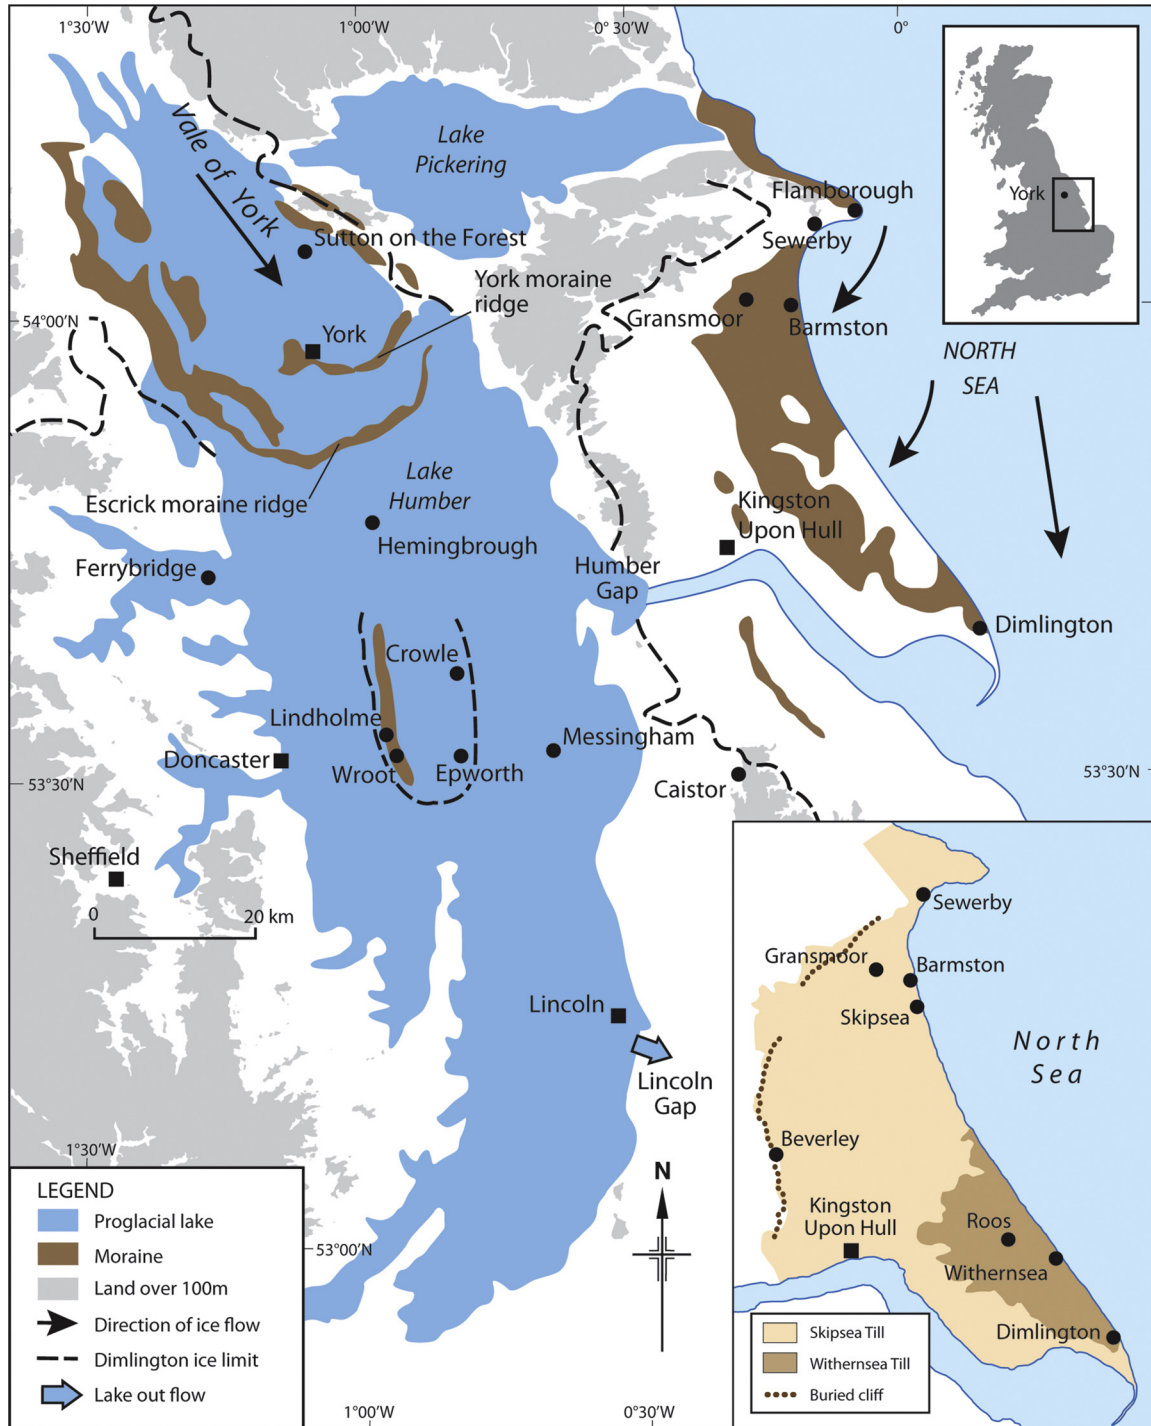 1°30′W
1°00′W
0° 30′W
0°
Vale of York
Lake
Pickering
York
Flamborough
Sewerby
Sutton on the Forest
York moraine
ridge
Gransmoor
Barmston
54°00′N
York
NORTH
SEA
Lake
Humber
Escrick moraine ridge
Kingston
Upon Hull
Hemingbrough
Ferrybridge
Humber
Gap
Dimlington
Crowle
Lindholme
Messingham
Doncaster
Wroot
Epworth
53°30′N
53°30′N
Caistor
Sheffield
0
20 km
Lincoln
Lincoln
Gap
Sewerby
Gransmoor
Barmston
Skipsea
North
Sea
Beverley
Kingston
Upon Hull
Roos
Withernsea
Dimlington
Skipsea Till
Withernsea Till
Buried cliff
1°30′W
N
53°00′N
LEGEND
Proglacial lake
Moraine
Land over 100m
Direction of ice flow
Dimlington ice limit
Lake out flow
1°00′W
0°30′W